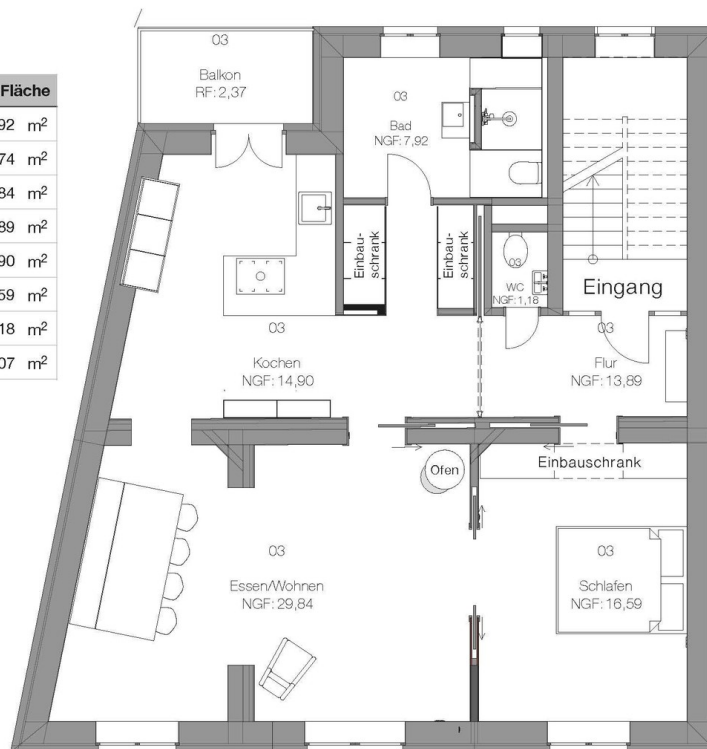 Fläche
92 m²
74 m²
84 m²
89 m²
90 m²
59 m²
18 m²
07 m²
03
Balkon
RF: 2,37
03
Bad
NGF: 7,92
Einbau-
schrank
Einbau-
schrank
03
WC
NGF: 1,18
Eingang
03
Kochen
NGF: 14,90
03
Flur
NGF: 13,89
Ofen
Einbauschrank
03
Essen/Wohnen
NGF: 29,84
03
Schlafen
NGF: 16,59